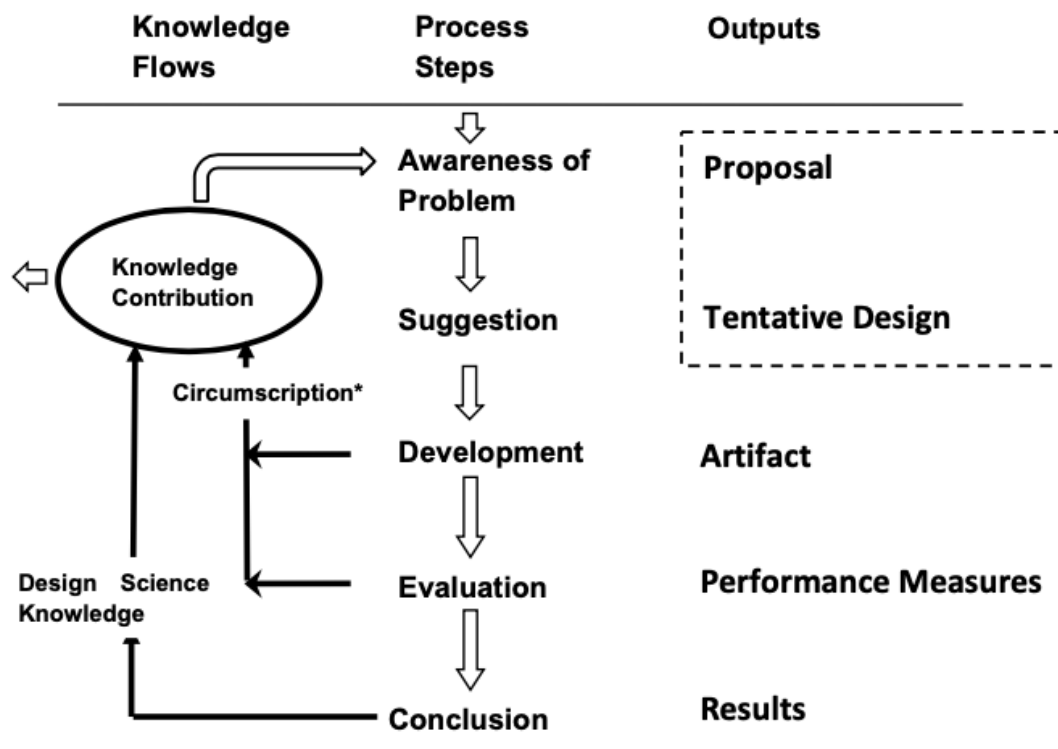 Knowledge
Flows
Process
Steps
Outputs
Awareness of
Problem
Proposal
Knowledge
Contribution
Suggestion
Tentative Design
Circumscription*
Development
Artifact
Design Science
Knowledge
Evaluation
Performance Measures
Conclusion
Results